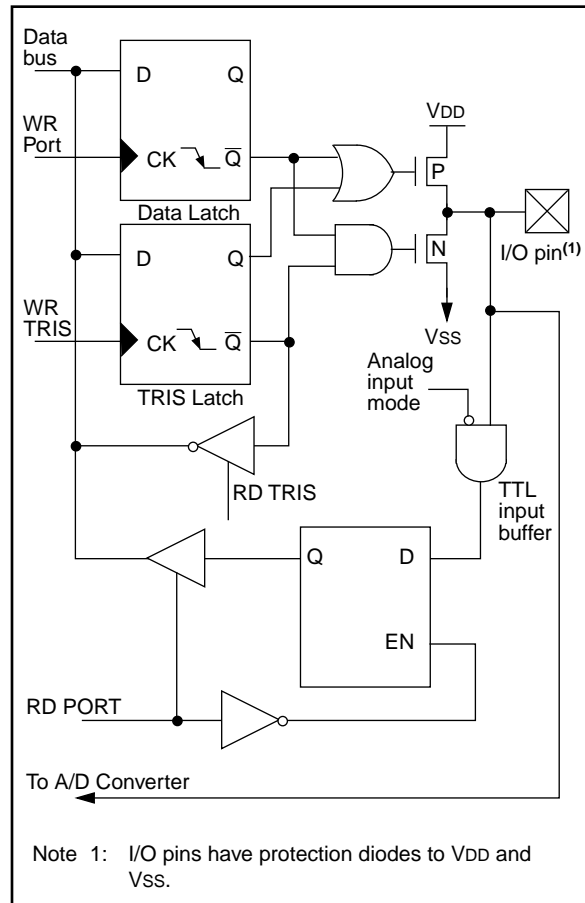 Data
bus
D Q
WR
Port
CK Q
Data Latch
VDD
P
D Q
N
I/O pin(1)
WR
TRIS
CK Q
VSS
TRIS Latch
Analog
input
mode
RD TRIS
TTL
input
buffer
Q D
EN
RD PORT
To A/D Converter
Note 1: I/O pins have protection diodes to VDD and
VSS.